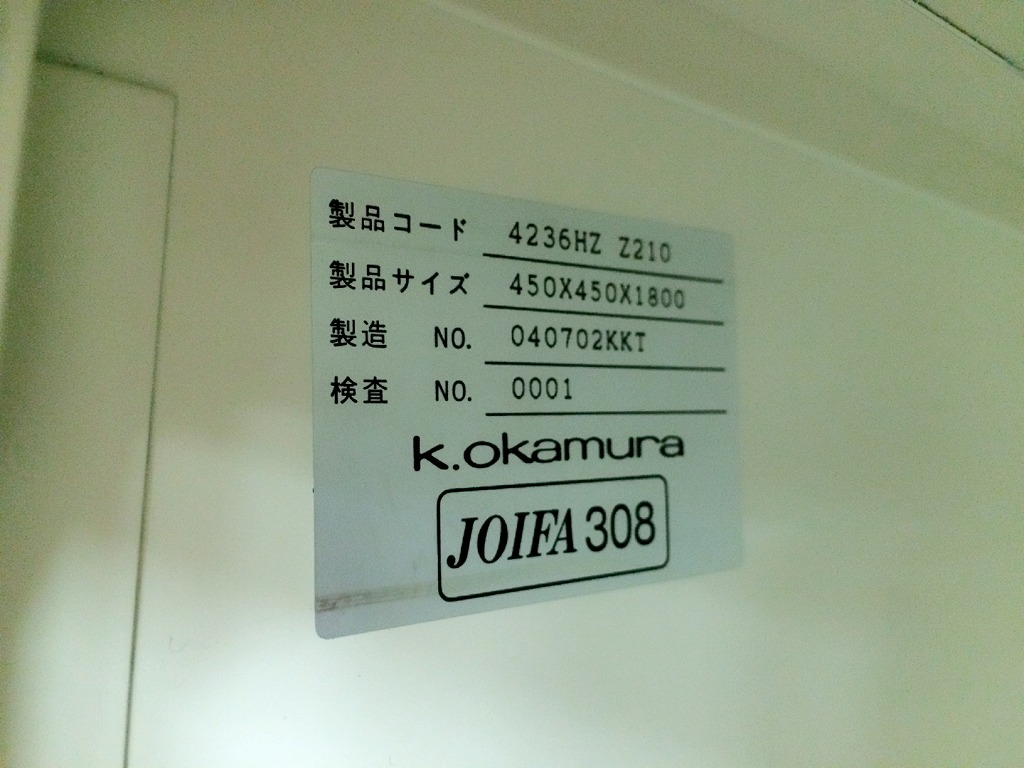 製品コード 4236HZ Z210
製品サイズ 450X450X1800
製造 NO. 040702KKT
検査 NO. 0001
k.okamura
JOIFA 308